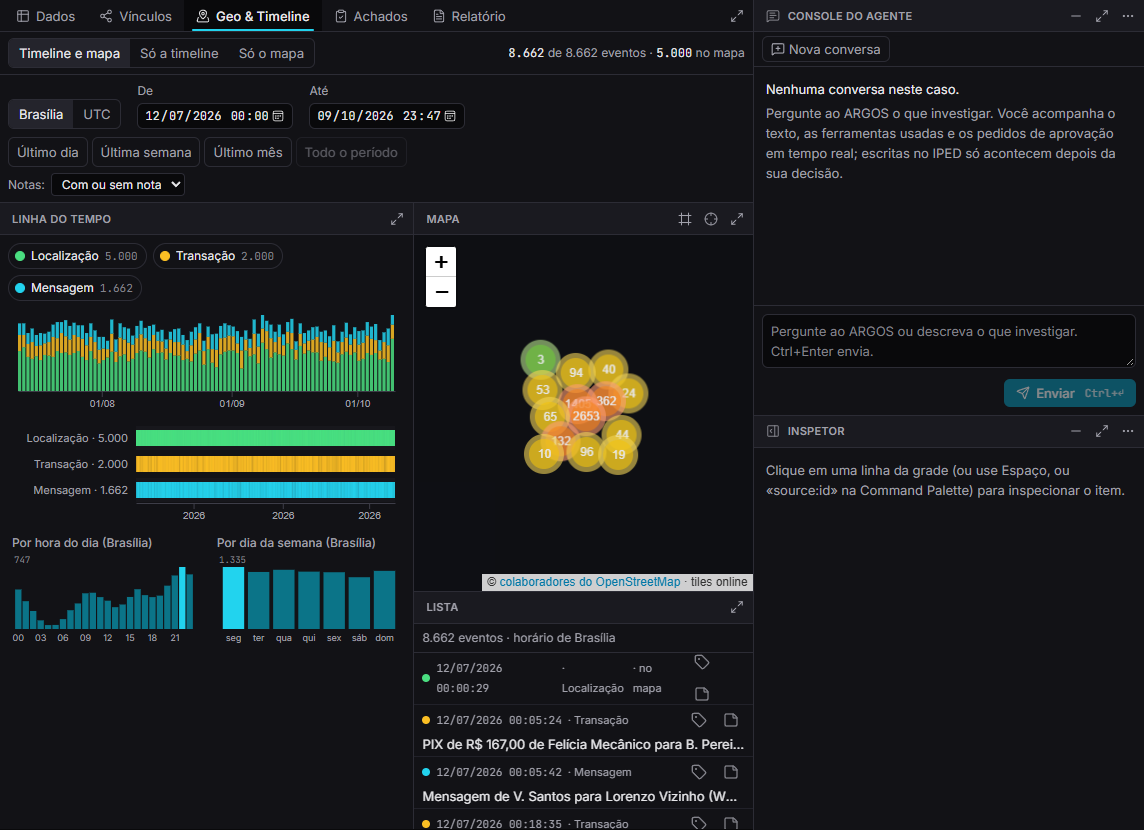 Dados
Vínculos
Geo & Timeline
Achados
Relatório
Timeline e mapa
Só a timeline
Só o mapa
8.662 de 8.662 eventos · 5.000 no mapa
Brasília
UTC
De
12/07/2026 00:00
Até
09/10/2026 23:47
Último dia
Última semana
Último mês
Todo o período
Notas:
Com ou sem nota
LINHA DO TEMPO
Localização 5.000
Transação 2.000
Mensagem 1.662
01/08
01/09
01/10
Localização · 5.000
Transação · 2.000
Mensagem · 1.662
2026
2026
2026
Por hora do dia (Brasília)
747
00 03 06 09 12 15 18 21
Por dia da semana (Brasília)
1.335
seg ter qua qui sex sáb dom
MAPA
+
−
3
94
40
53
24
362
65
2653
132
44
10
96
19
© colaboradores do OpenStreetMap · tiles online
LISTA
8.662 eventos · horário de Brasília
12/07/2026 00:00:29
· Localização
· no mapa
12/07/2026 00:05:24 · Transação
PIX de R$ 167,00 de Felícia Mecânico para B. Perei...
12/07/2026 00:05:42 · Mensagem
Mensagem de V. Santos para Lorenzo Vizinho (W...
12/07/2026 00:18:35 · Transação
CONSOLE DO AGENTE
Nova conversa
Nenhuma conversa neste caso.
Pergunte ao ARGOS o que investigar. Você acompanha o
texto, as ferramentas usadas e os pedidos de aprovação
em tempo real; escritas no IPED só acontecem depois da
sua decisão.
Pergunte ao ARGOS ou descreva o que investigar.
Ctrl+Enter envia.
Enviar Ctrl+↵
INSPETOR
Clique em uma linha da grade (ou use Espaço, ou
«source:id» na Command Palette) para inspecionar o item.